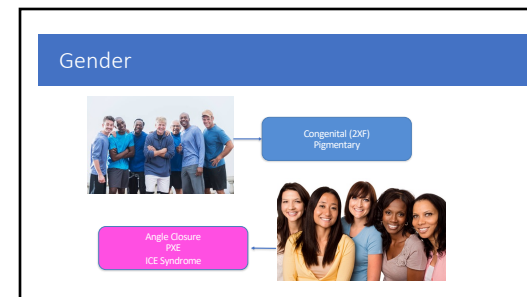 Gender
Congenital (2XF)
Pigmentary
Angle Closure
PXE
ICE Syndrome